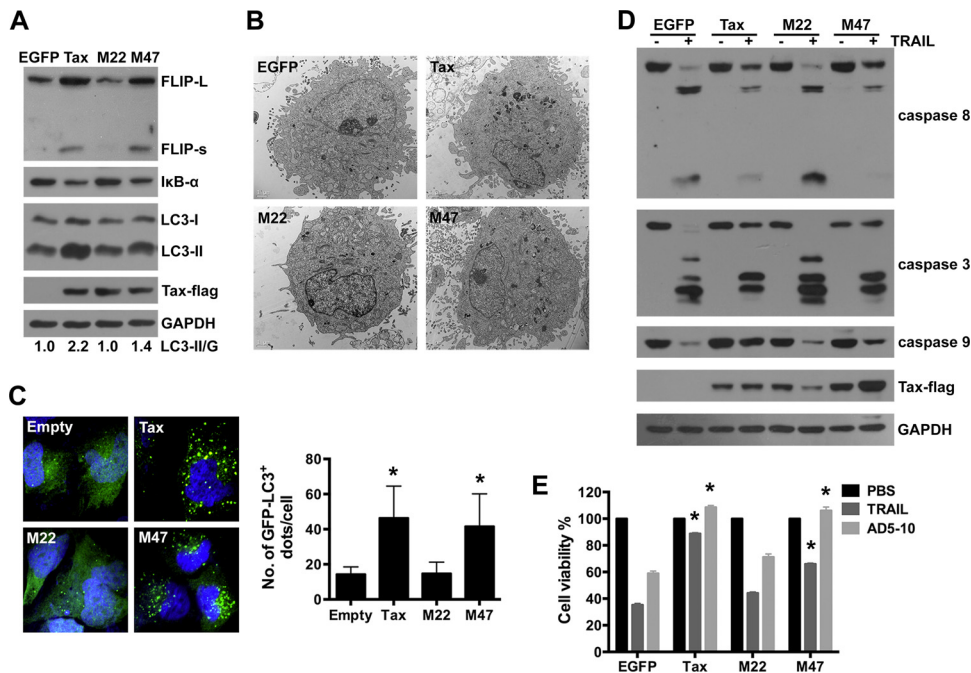 A
EGFP Tax M22 M47
FLIP-L
FLIP-s
IκB-α
LC3-I
LC3-II
Tax-flag
GAPDH
1.0 2.2 1.0 1.4 LC3-II/G
B
EGFP
Tax
M22
M47
C
Empty
Tax
M22
M47
No. of GFP-LC3+
dots/cell
80
60
40
20
0
* *
Empty Tax M22 M47
D
EGFP Tax M22 M47
- + - + - + - + TRAIL
caspase 8
caspase 3
caspase 9
Tax-flag
GAPDH
E
PBS
TRAIL
AD5-10
Cell viability %
120
100
80
60
40
20
0
* * * *
EGFP Tax M22 M47